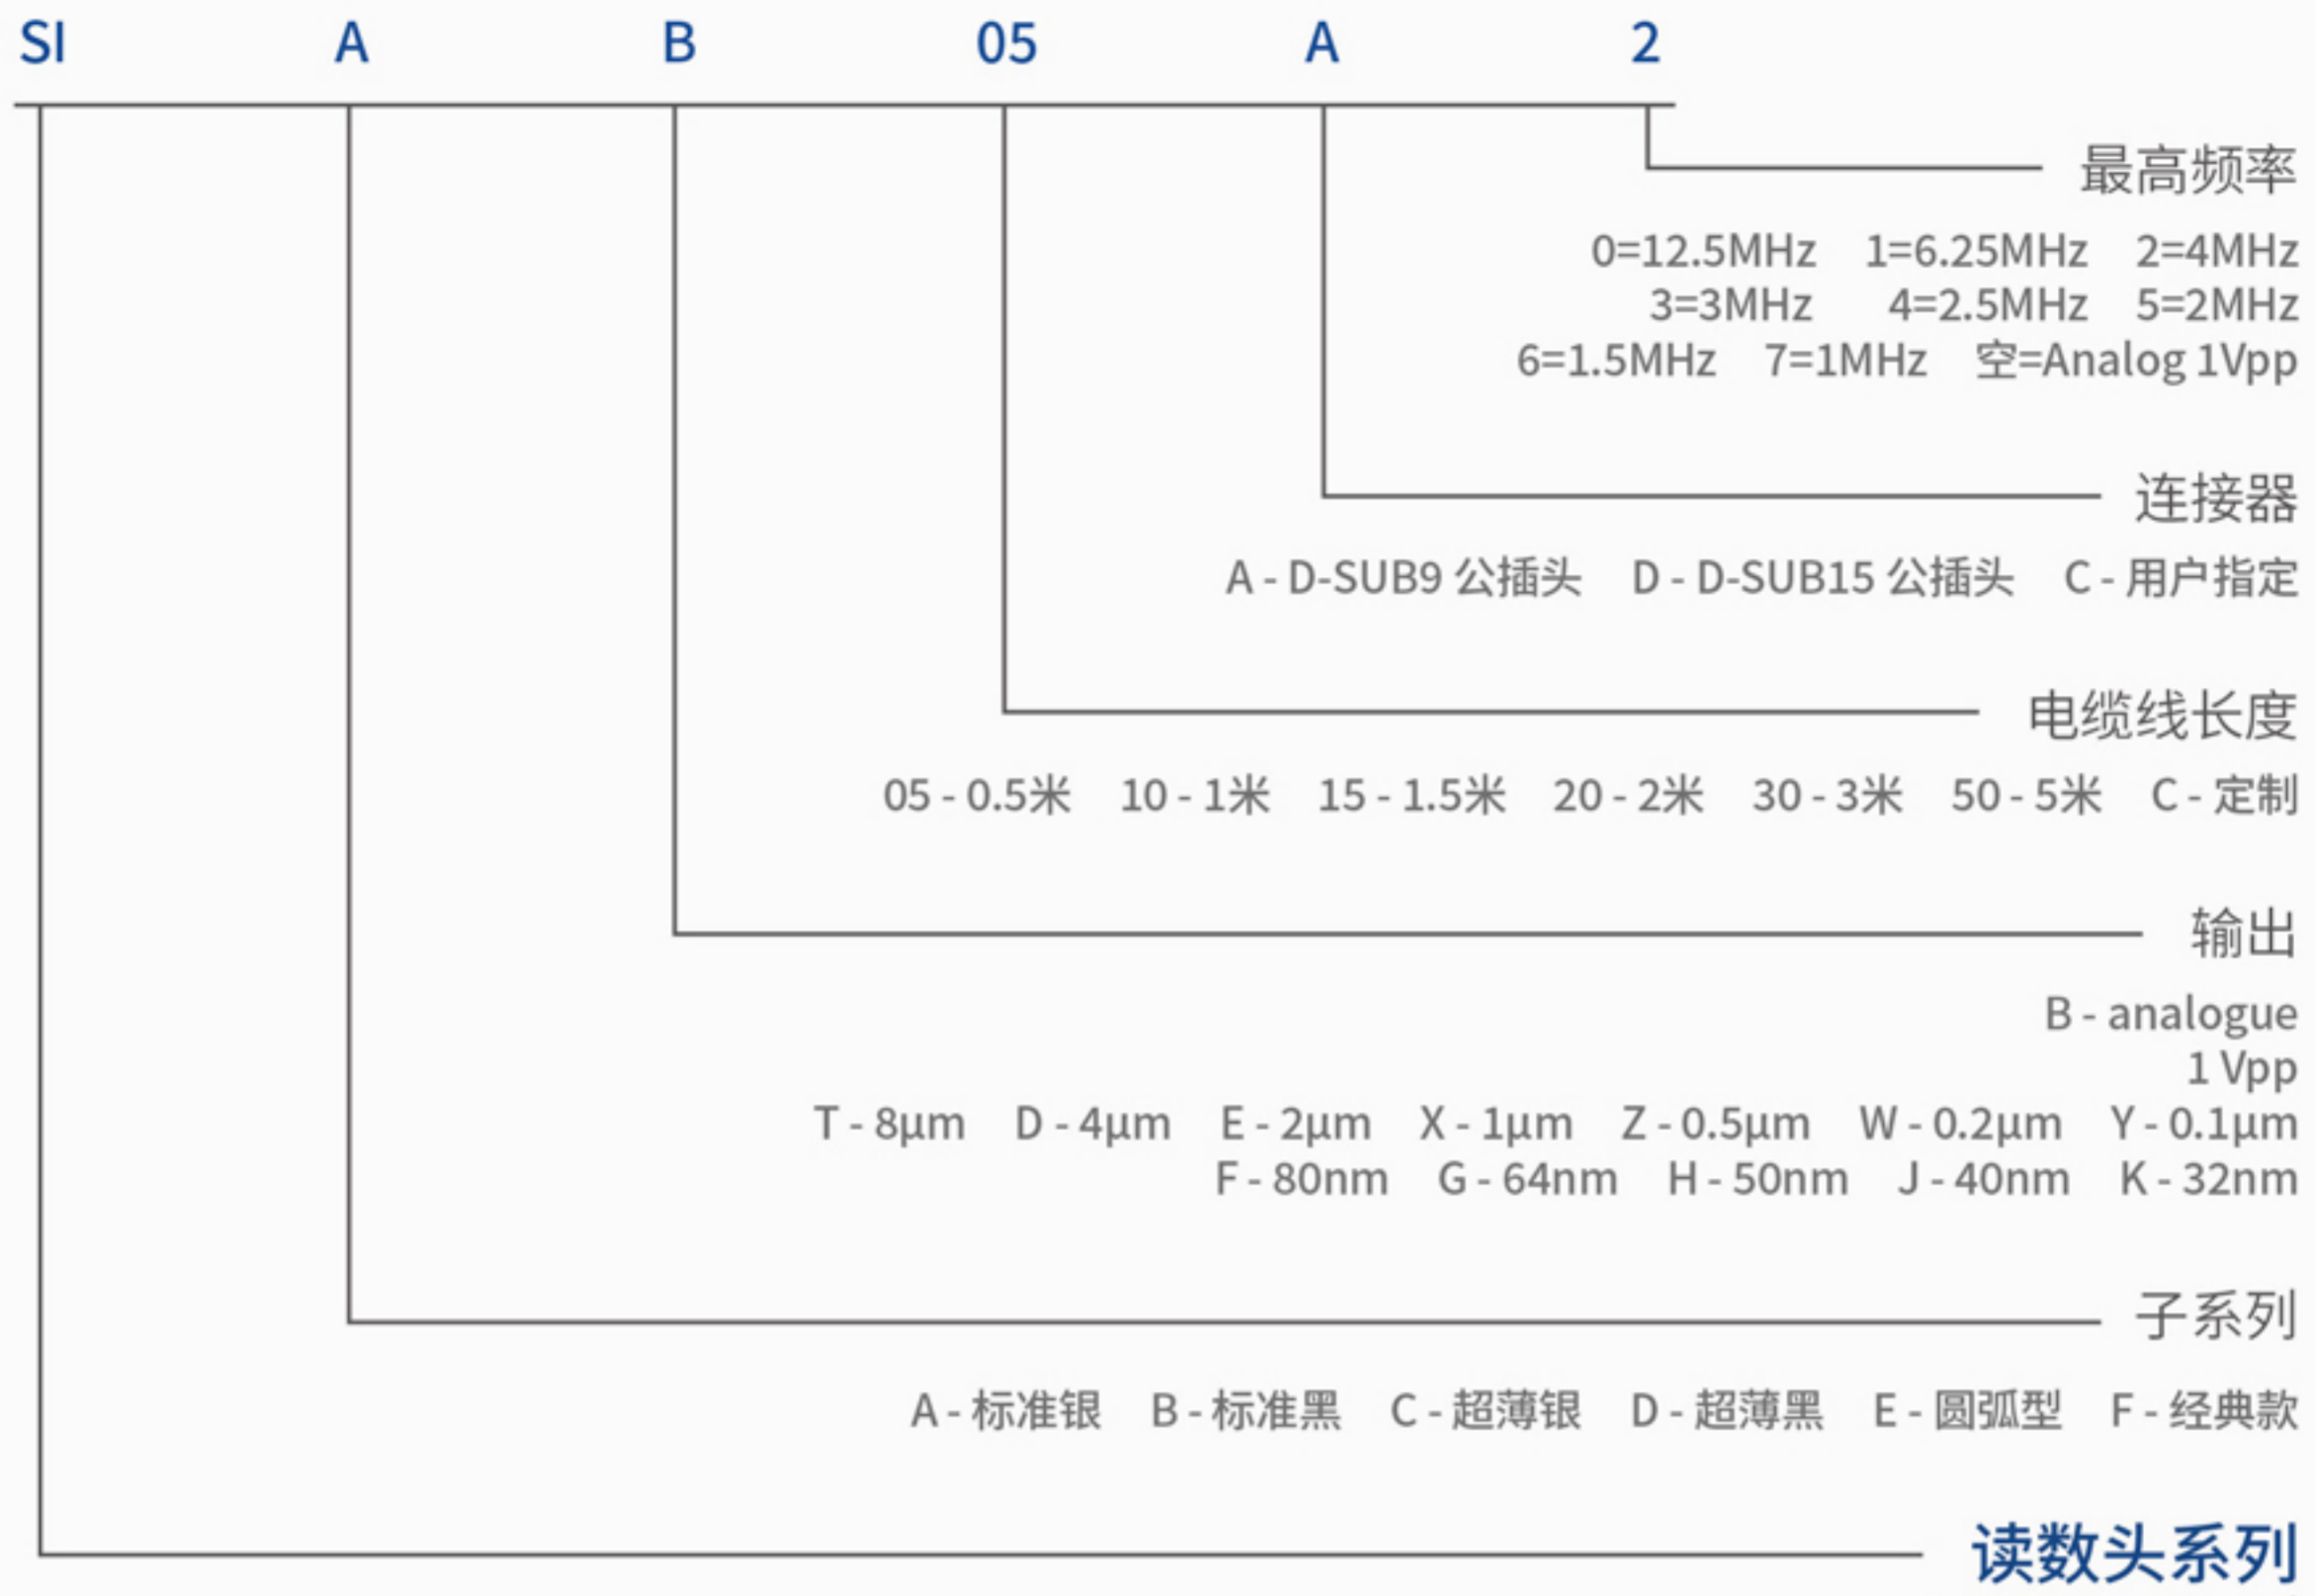 SI A B 05 A 2
最高频率
0=12.5MHz 1=6.25MHz 2=4MHz
3=3MHz 4=2.5MHz 5=2MHz
6=1.5MHz 7=1MHz 空=Analog 1Vpp
连接器
A - D-SUB9 公插头 D - D-SUB15 公插头 C - 用户指定
电缆线长度
05 - 0.5米 10 - 1米 15 - 1.5米 20 - 2米 30 - 3米 50 - 5米 C - 定制
输出
B - analogue
1 Vpp
T - 8µm D - 4µm E - 2µm X - 1µm Z - 0.5µm W - 0.2µm Y - 0.1µm
F - 80nm G - 64nm H - 50nm J - 40nm K - 32nm
子系列
A - 标准银 B - 标准黑 C - 超薄银 D - 超薄黑 E - 圆弧型 F - 经典款
读数头系列